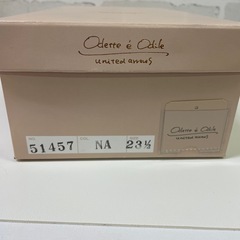 Odette é Odile
united arrows
51457 NA 23½
Odette é Odile
united arrows